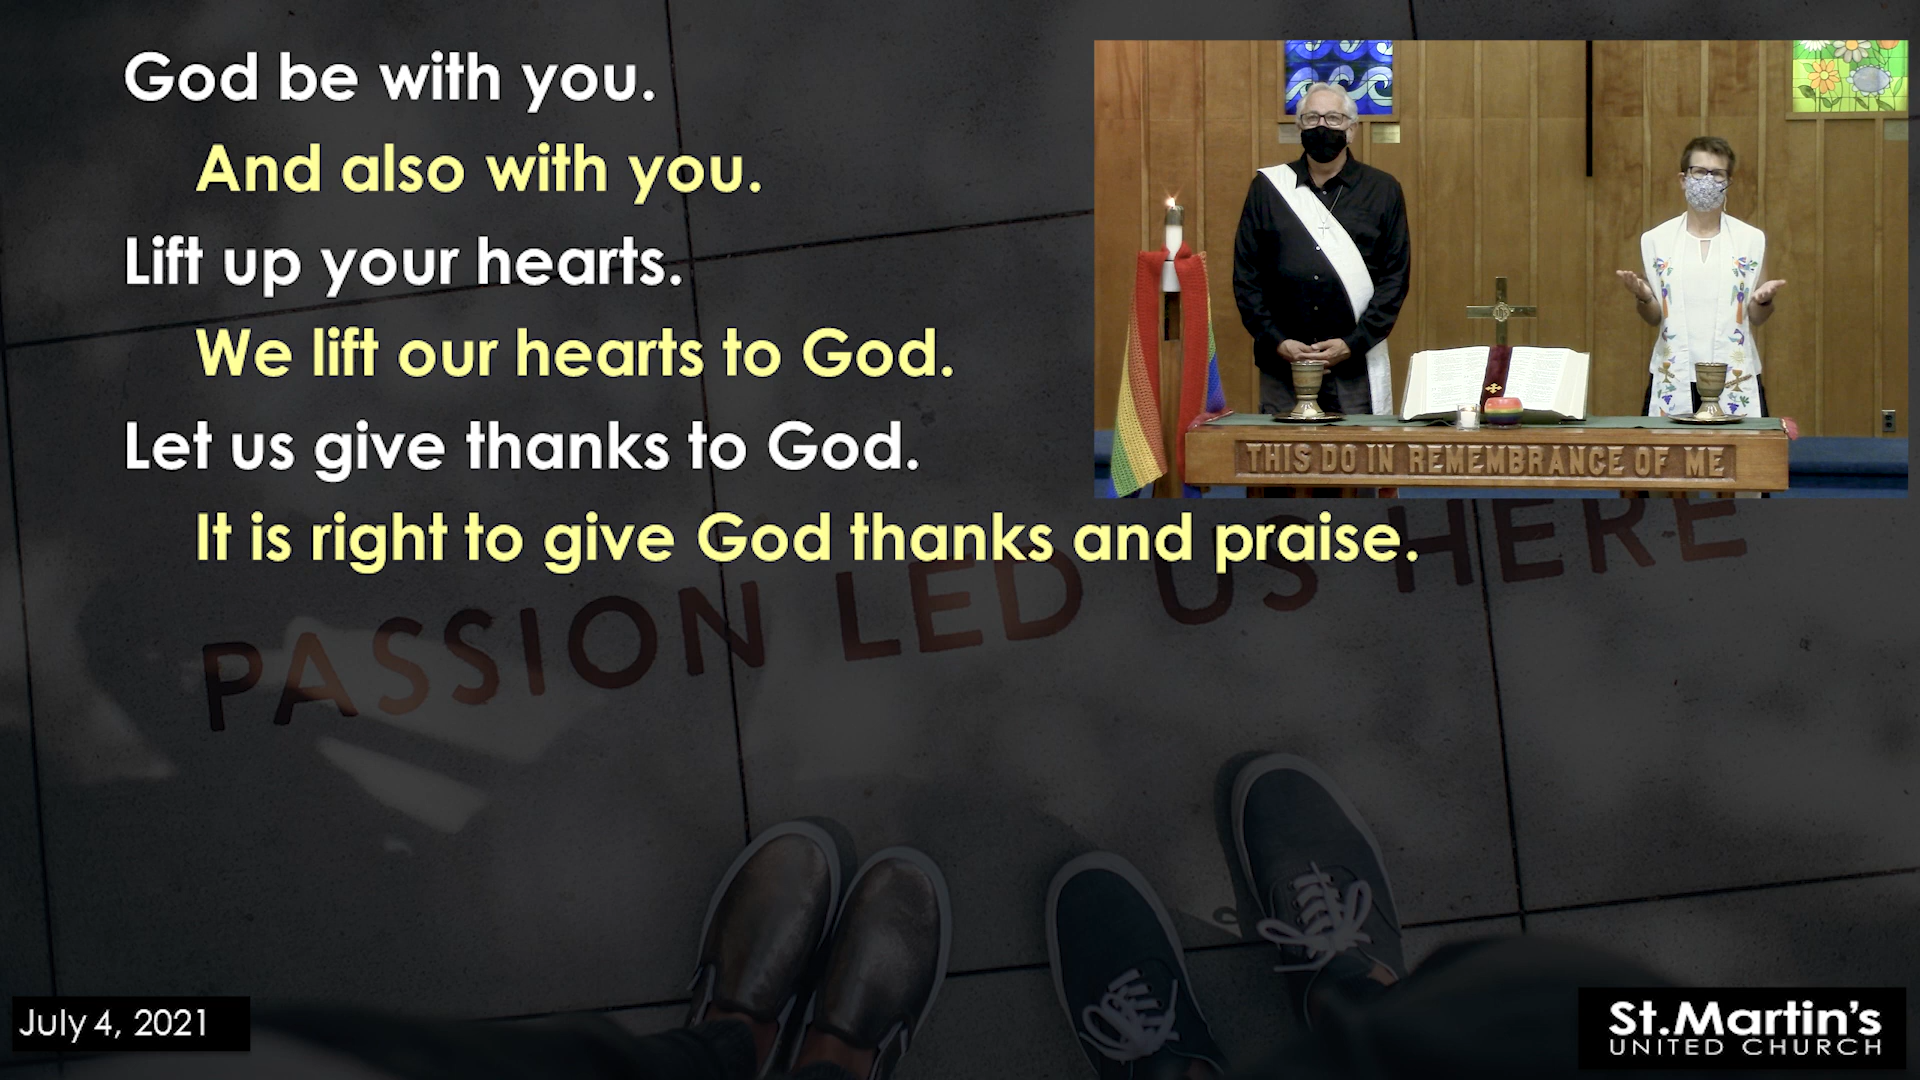 God be with you.
And also with you.
Lift up your hearts.
We lift our hearts to God.
Let us give thanks to God.
It is right to give God thanks and praise.
THIS DO IN REMEMBRANCE OF ME
PASSION LED US HERE
July 4, 2021
St.Martin's
UNITED CHURCH